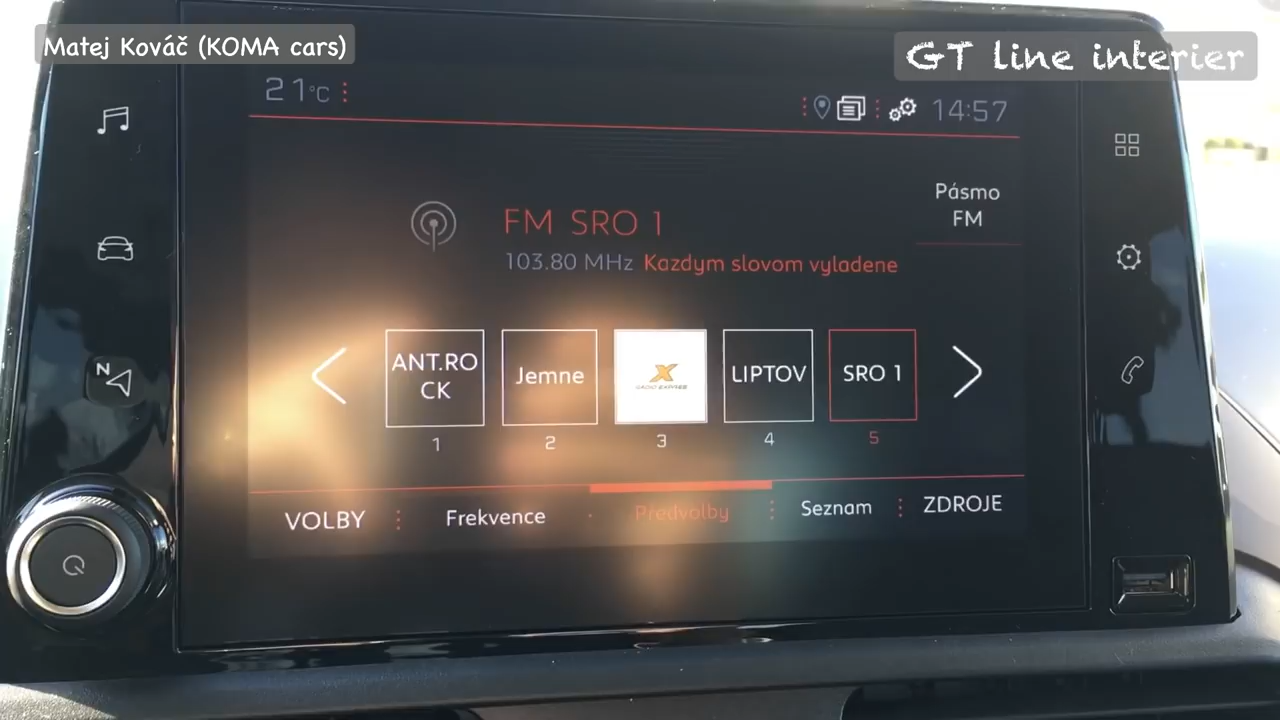 Matej Kováč (KOMA cars)
GT line interier
21°C
14:57
Pásmo
FM
FM SRO 1
103.80 MHz Kazdym slovom vyladene
ANT.RO
CK
Jemne
RADIO EXPRES
LIPTOV
SRO 1
1
2
3
4
5
VOLBY
Frekvence
Předvolby
Seznam
ZDROJE
N